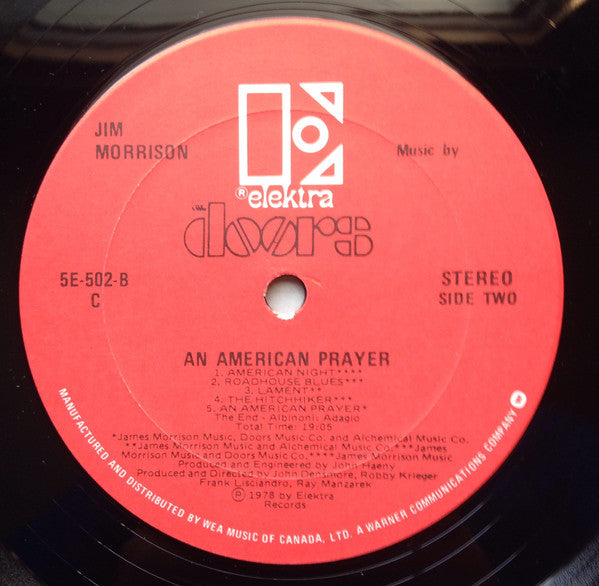 JIM
MORRISON
Music by
® elektra
THE
doors
5E-502-B
C
STEREO
SIDE TWO
AN AMERICAN PRAYER
1. AMERICAN NIGHT****
2. ROADHOUSE BLUES***
3. LAMENT**
4. THE HITCHHIKER***
5. AN AMERICAN PRAYER*
The End - Albinoni: Adagio
Total Time: 19:05
*James Morrison Music, Doors Music Co. and Alchemical Music Co.
**James Morrison Music and Alchemical Music Co. ***James
Morrison Music and Doors Music Co. ****James Morrison Music
Produced and Engineered by John Haeny
Produced and Directed by John Densmore, Robby Krieger
Frank Lisciandro, Ray Manzarek
℗ 1978 by Elektra
Records
MANUFACTURED AND DISTRIBUTED BY WEA MUSIC OF CANADA, LTD. A WARNER COMMUNICATIONS COMPANY